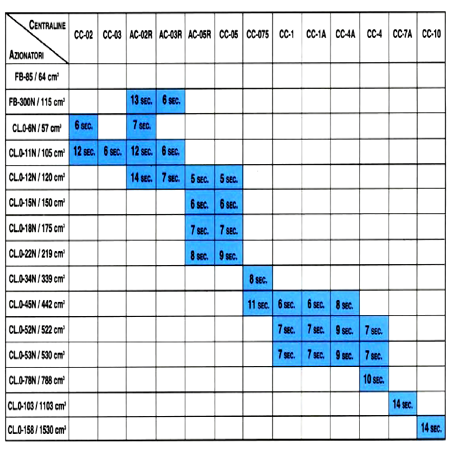 CENTRALINE CC-02 CC-03 AC-02R AC-03R AC-05R CC-05 CC-075 CC-1 CC-1A CC-4A CC-4 CC-7A CC-10
AZIONATORI
FB-85 / 64 cm³
FB-300N / 115 cm³ 13 SEC. 6 SEC.
CL.0-6N / 57 cm³ 6 SEC. 7 SEC.
CL.0-11N / 105 cm³ 12 SEC. 6 SEC. 12 SEC. 6 SEC.
CL.0-12N / 120 cm³ 14 SEC. 7 SEC. 5 SEC. 5 SEC.
CL.0-15N / 150 cm³ 6 SEC. 6 SEC.
CL.0-18N / 175 cm³ 7 SEC. 7 SEC.
CL.0-22N / 219 cm³ 8 SEC. 9 SEC.
CL.0-34N / 339 cm³ 8 SEC.
CL.0-45N / 442 cm³ 11 SEC. 6 SEC. 6 SEC. 8 SEC.
CL.0-52N / 522 cm³ 7 SEC. 7 SEC. 9 SEC. 7 SEC.
CL.0-53N / 530 cm³ 7 SEC. 7 SEC. 9 SEC. 7 SEC.
CL.0-78N / 788 cm³ 10 SEC.
CL.0-103 / 1103 cm³ 14 SEC.
CL.0-158 / 1530 cm³ 14 SEC.